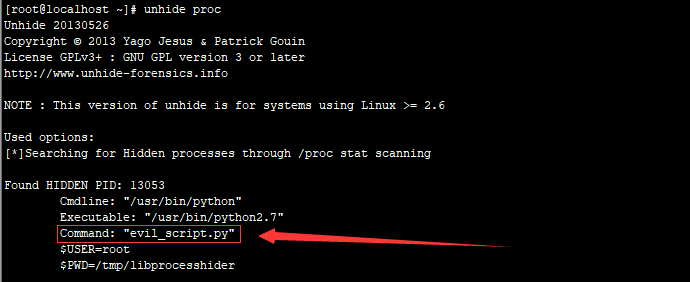 [root@localhost ~]# unhide proc
Unhide 20130526
Copyright © 2013 Yago Jesus & Patrick Gouin
License GPLv3+ : GNU GPL version 3 or later
http://www.unhide-forensics.info
NOTE : This version of unhide is for systems using Linux >= 2.6
Used options:
[*]Searching for Hidden processes through /proc stat scanning
Found HIDDEN PID: 13053
Cmdline: "/usr/bin/python"
Executable: "/usr/bin/python2.7"
Command: "evil_script.py"
$USER=root
$PWD=/tmp/libprocesshider